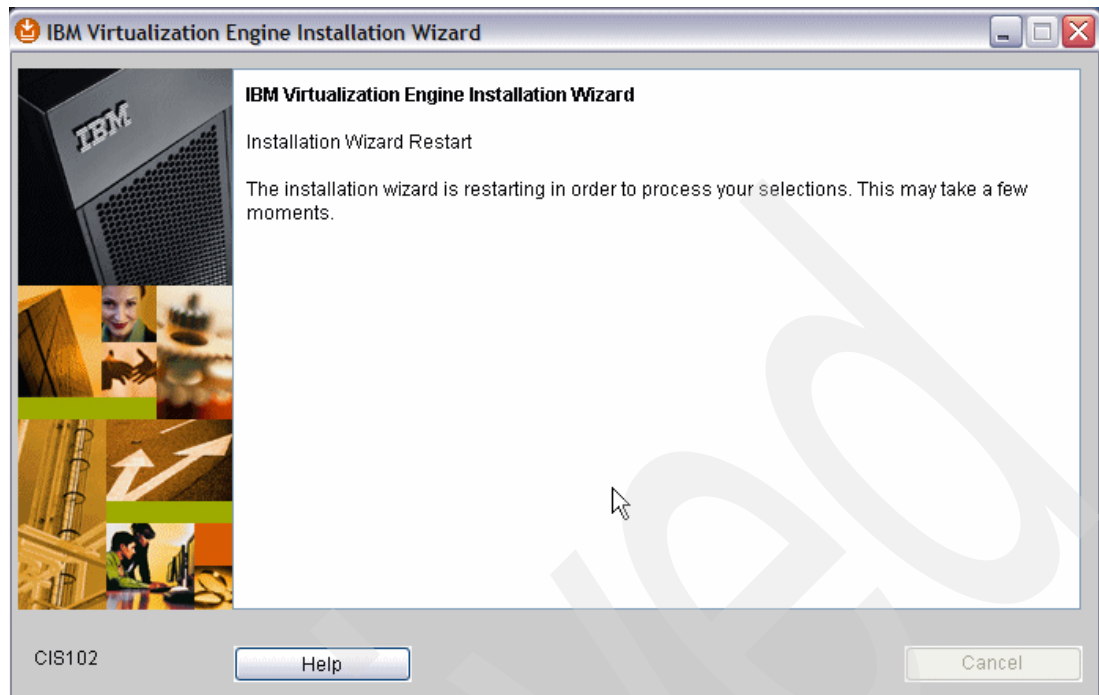 IBM Virtualization Engine Installation Wizard
IBM
IBM Virtualization Engine Installation Wizard
Installation Wizard Restart
The installation wizard is restarting in order to process your selections. This may take a few
moments.
CIS102
Help
Cancel